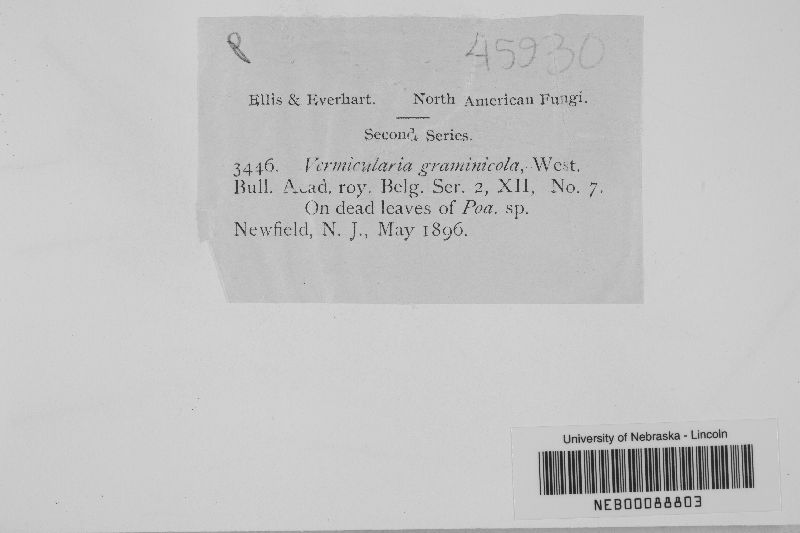 45930
Ellis & Everhart. North American Fungi.
Second Series.
3446. Vermicularia graminicola, West.
Bull. Acad. roy. Belg. Ser. 2, XII, No. 7.
On dead leaves of Poa. sp.
Newfield, N. J., May 1896.
University of Nebraska - Lincoln
NEB00088803